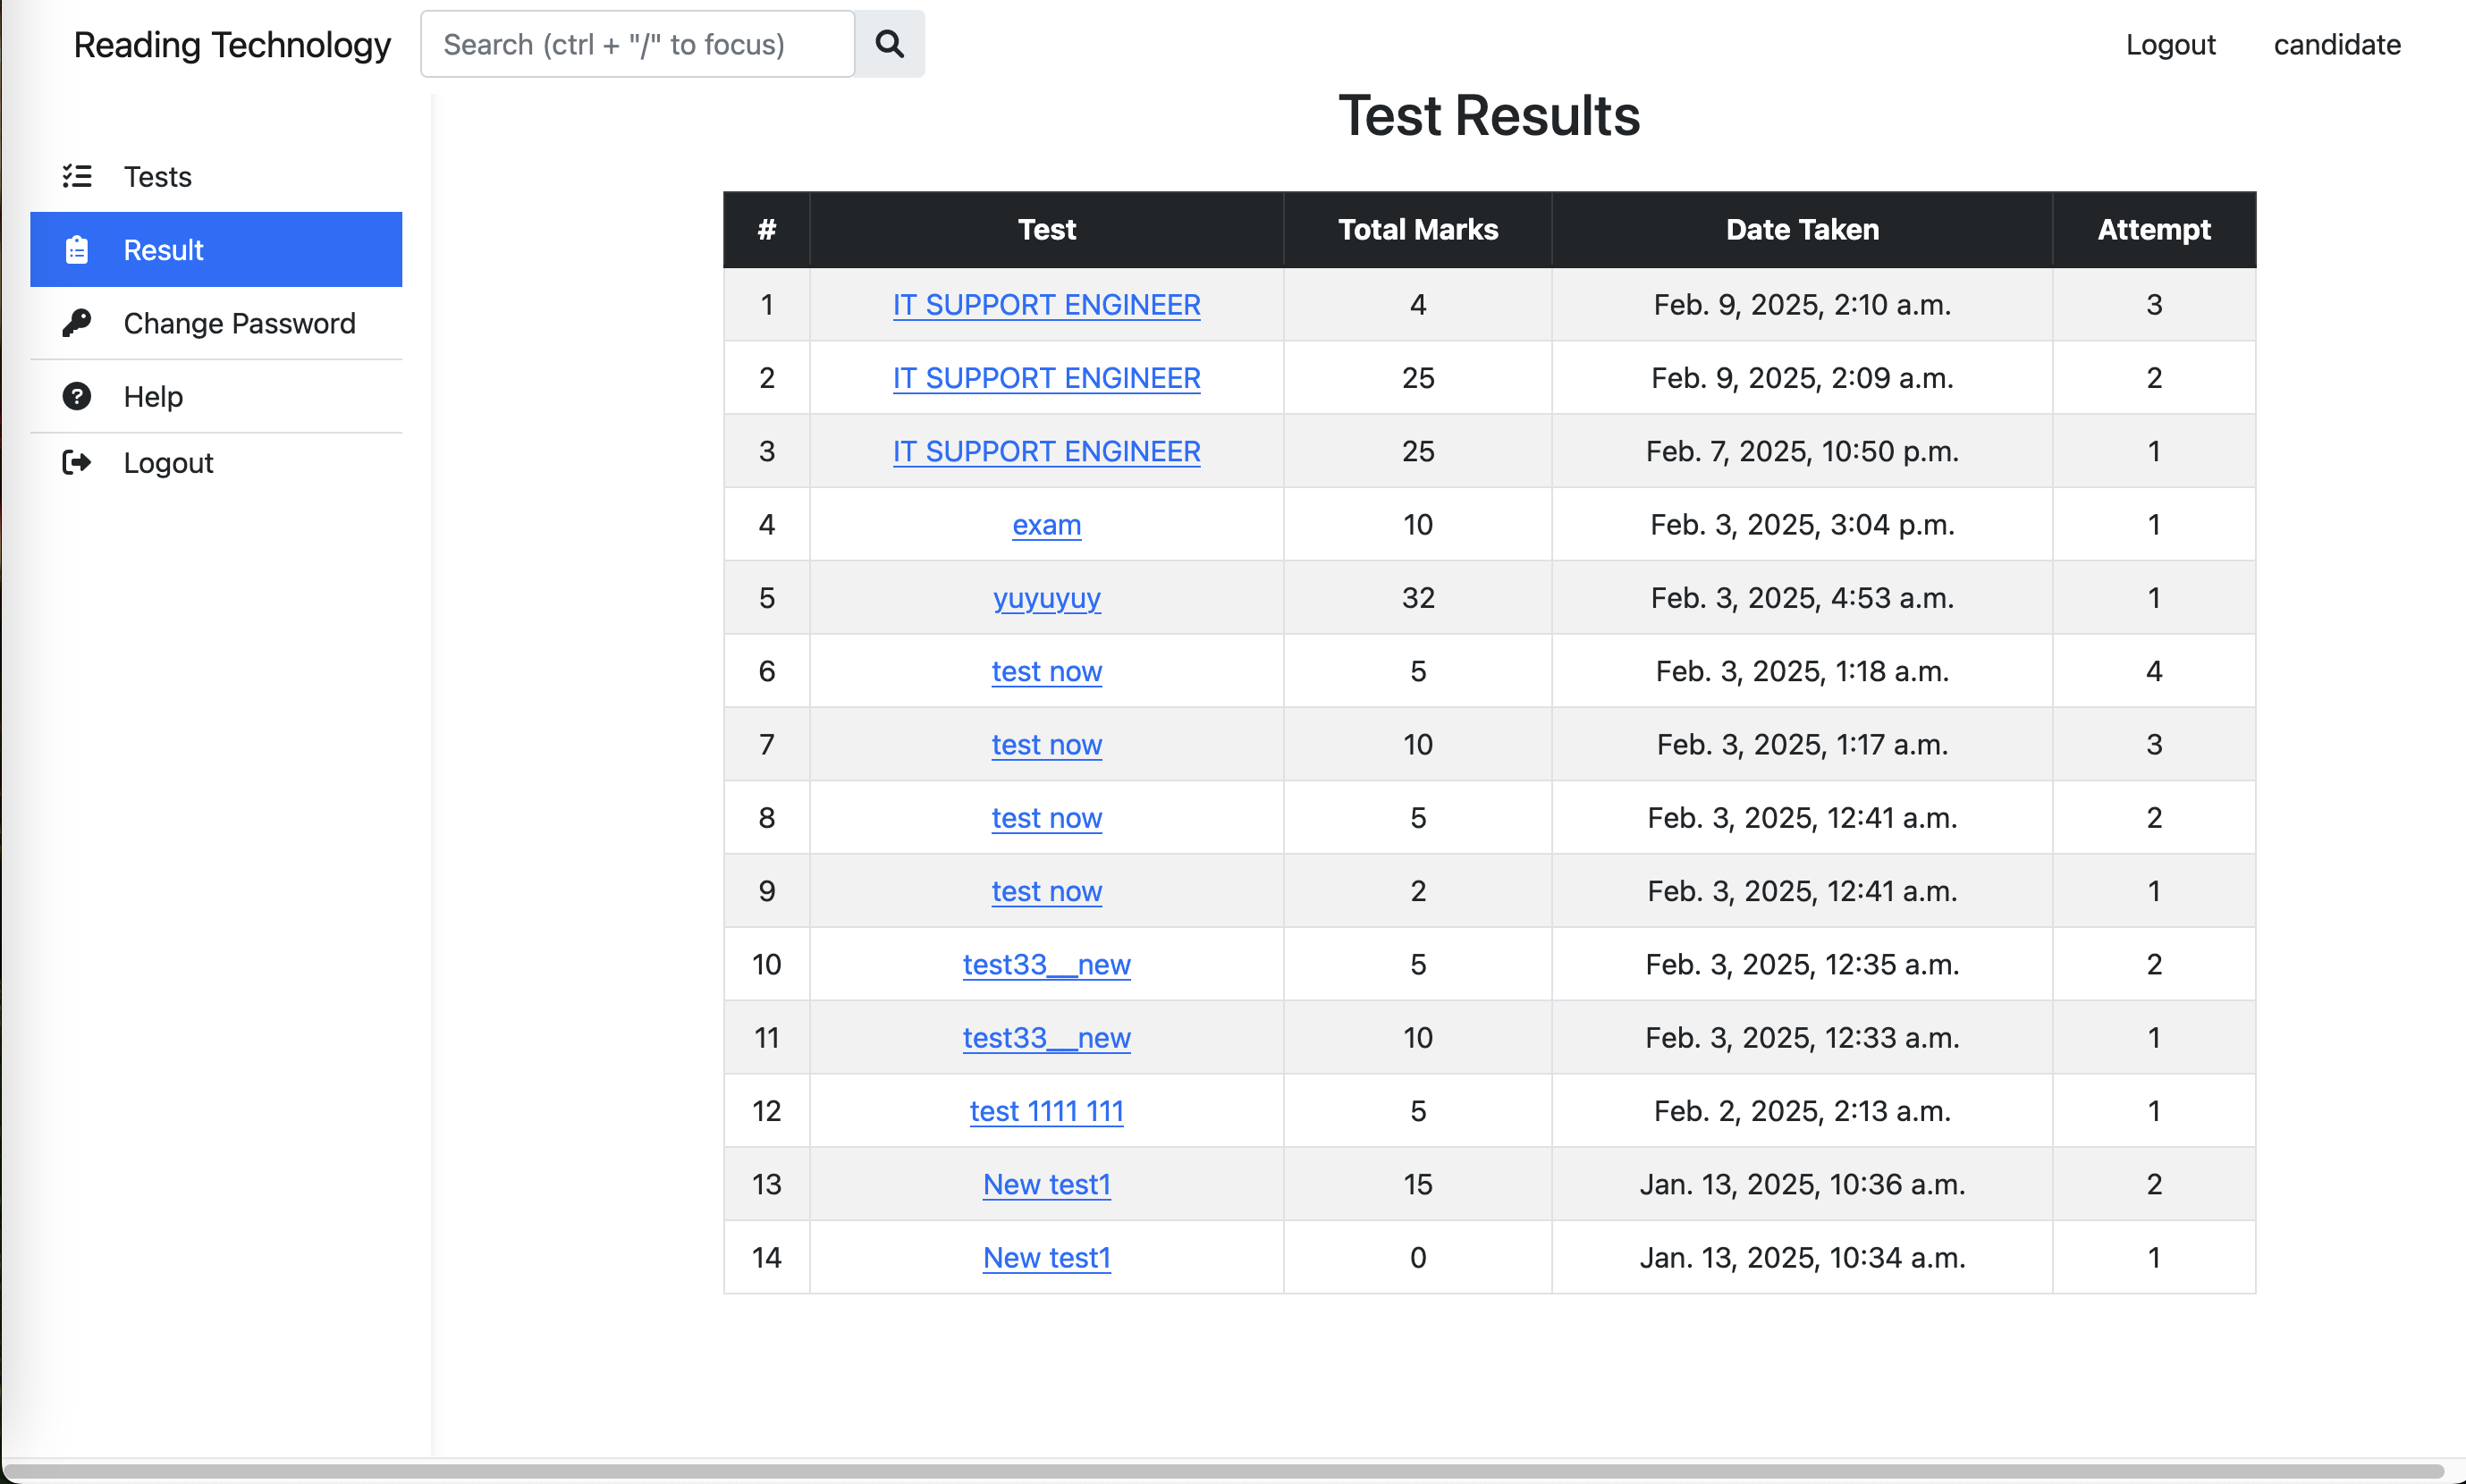 Reading Technology Search (ctrl + "/" to focus) Logout candidate
Test Results
Tests
Result
Change Password
Help
Logout
# Test Total Marks Date Taken Attempt
1 IT SUPPORT ENGINEER 4 Feb. 9, 2025, 2:10 a.m. 3
2 IT SUPPORT ENGINEER 25 Feb. 9, 2025, 2:09 a.m. 2
3 IT SUPPORT ENGINEER 25 Feb. 7, 2025, 10:50 p.m. 1
4 exam 10 Feb. 3, 2025, 3:04 p.m. 1
5 yuyuyuy 32 Feb. 3, 2025, 4:53 a.m. 1
6 test now 5 Feb. 3, 2025, 1:18 a.m. 4
7 test now 10 Feb. 3, 2025, 1:17 a.m. 3
8 test now 5 Feb. 3, 2025, 12:41 a.m. 2
9 test now 2 Feb. 3, 2025, 12:41 a.m. 1
10 test33__new 5 Feb. 3, 2025, 12:35 a.m. 2
11 test33__new 10 Feb. 3, 2025, 12:33 a.m. 1
12 test 1111 111 5 Feb. 2, 2025, 2:13 a.m. 1
13 New test1 15 Jan. 13, 2025, 10:36 a.m. 2
14 New test1 0 Jan. 13, 2025, 10:34 a.m. 1